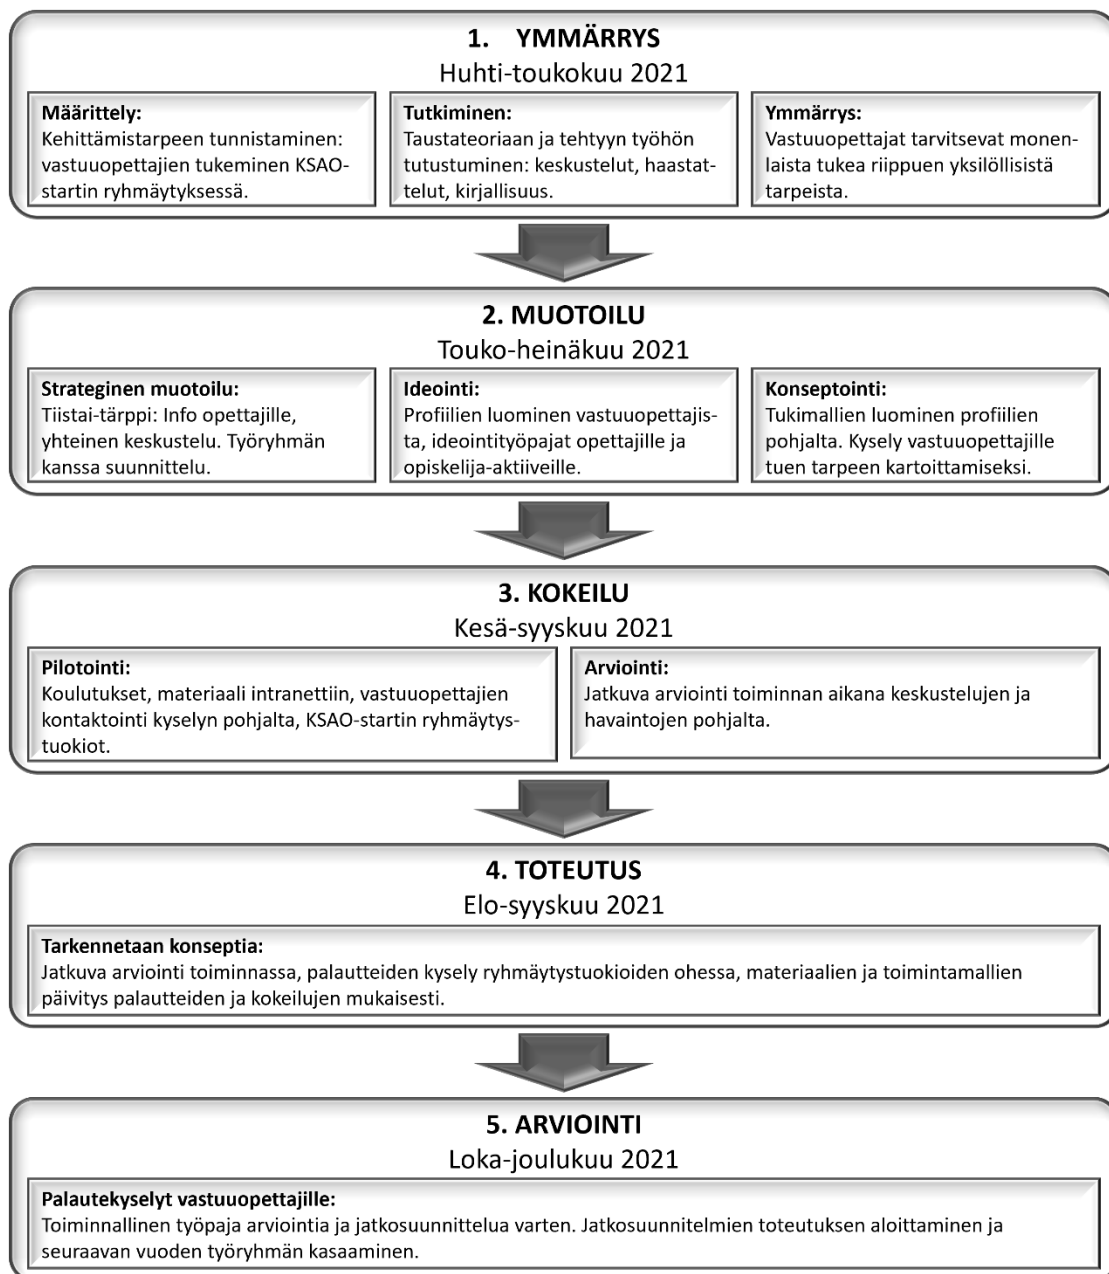 1. YMMÄRRYS
Huhti-toukokuu 2021
Määrittely:
Kehittämistarpeen tunnistaminen:
vastuuopettajien tukeminen KSAO-
startin ryhmäytyksessä.
Tutkiminen:
Taustateoriaan ja tehtyyn työhön
tutustuminen: keskustelut, haastat-
telut, kirjallisuus.
Ymmärrys:
Vastuuopettajat tarvitsevat monen-
laista tukea riippuen yksilöllisistä
tarpeista.
2. MUOTOILU
Touko-heinäkuu 2021
Strateginen muotoilu:
Tiistai-tärppi: Info opettajille,
yhteinen keskustelu. Työryhmän
kanssa suunnittelu.
Ideointi:
Profiilien luominen vastuuopettajis-
ta, ideointityöpajat opettajille ja
opiskelija-aktiiveille.
Konseptointi:
Tukimallien luominen profiilien
pohjalta. Kysely vastuuopettajille
tuen tarpeen kartoittamiseksi.
3. KOKEILU
Kesä-syyskuu 2021
Pilotointi:
Koulutukset, materiaali intranettiin, vastuuopettajien
kontaktointi kyselyn pohjalta, KSAO-startin ryhmäytys-
tuokiot.
Arviointi:
Jatkuva arviointi toiminnan aikana keskustelujen ja
havaintojen pohjalta.
4. TOTEUTUS
Elo-syyskuu 2021
Tarkennetaan konseptia:
Jatkuva arviointi toiminnassa, palautteiden kysely ryhmäytystuokioiden ohessa, materiaalien ja toimintamallien
päivitys palautteiden ja kokeilujen mukaisesti.
5. ARVIOINTI
Loka-joulukuu 2021
Palautekyselyt vastuuopettajille:
Toiminnallinen työpaja arviointia ja jatkosuunnittelua varten. Jatkosuunnitelmien toteutuksen aloittaminen ja
seuraavan vuoden työryhmän kasaaminen.